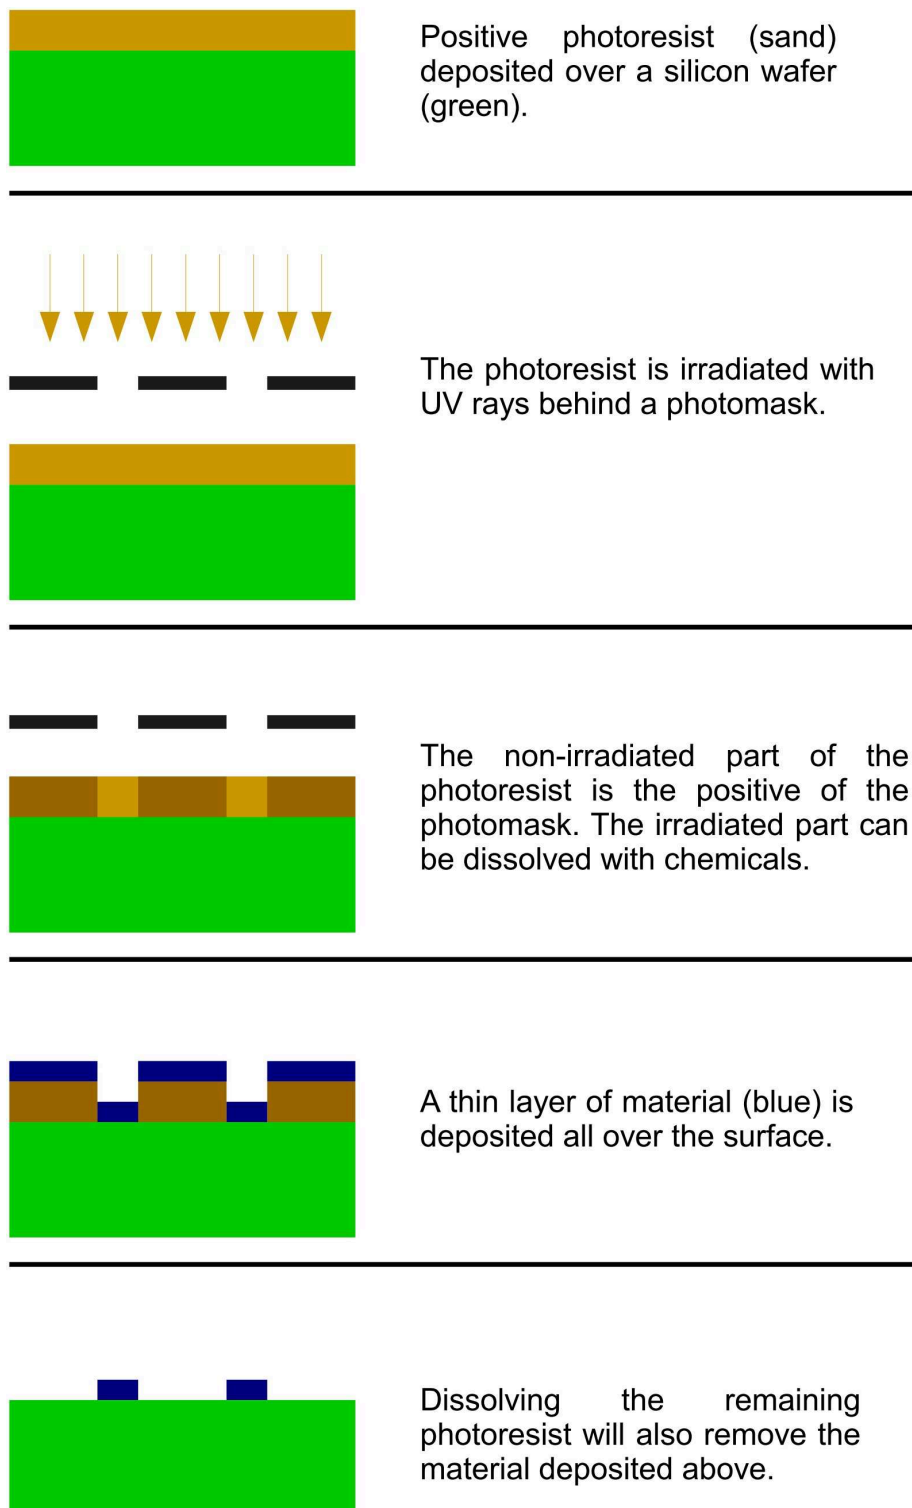 Positive photoresist (sand)
deposited over a silicon wafer
(green).
The photoresist is irradiated with
UV rays behind a photomask.
The non-irradiated part of the
photoresist is the positive of the
photomask. The irradiated part can
be dissolved with chemicals.
A thin layer of material (blue) is
deposited all over the surface.
Dissolving the remaining
photoresist will also remove the
material deposited above.